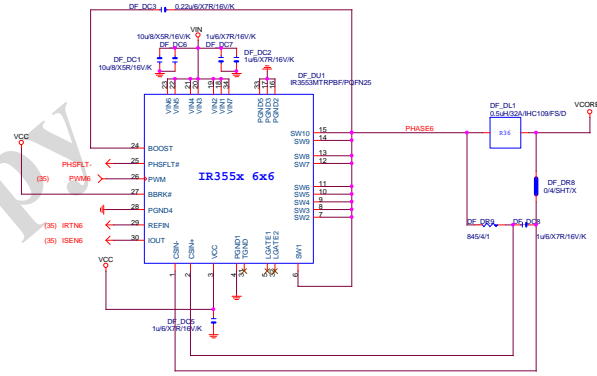 DF_DC3 0.22u/6/X7R/16V/K
10u/8/X5R/16V/K VIN 1u/6/X7R/16V/K
DF_DC6 DF_DC7
DF_DC1 DF_DC2
10u/8/X5R/16V/K 1u/6/X7R/16V/K
DF_DU1
IR3553MTRPBF/PQFN25
23 22 21 20 19 18 34 33 17 16
VIN6 VIN5 VIN4 VIN3 VIN2 VIN1 VIN7 PGND5 PGND3 PGND2
DF_DL1
0.5uH/32A/IHC109/FS/D
VCORE
R36
PHASE6
VCC
24 BOOST
PHSFLT- 25 PHSFLT#
(35) PWM6 26 PWM
27 BBRK#
28 PGND4
(35) IRTN6 29 REFIN
(35) ISEN6 30 IOUT
IR355x 6x6
SW10 15
SW9 14
SW8 13
SW7 12
SW6 11
SW5 10
SW4 9
SW3 8
SW2 7
DF_DR8
0/4/SHT/X
DF_DR9 DF_DC8
845/4/1 1u/6/X7R/16V/K
CSIN- CSIN+ VCC PGND1 TGND LGATE1 LGATE2 SW1
1 2 3 4 31 5 32 6
VCC
DF_DC5
1u/6/X7R/16V/K
py